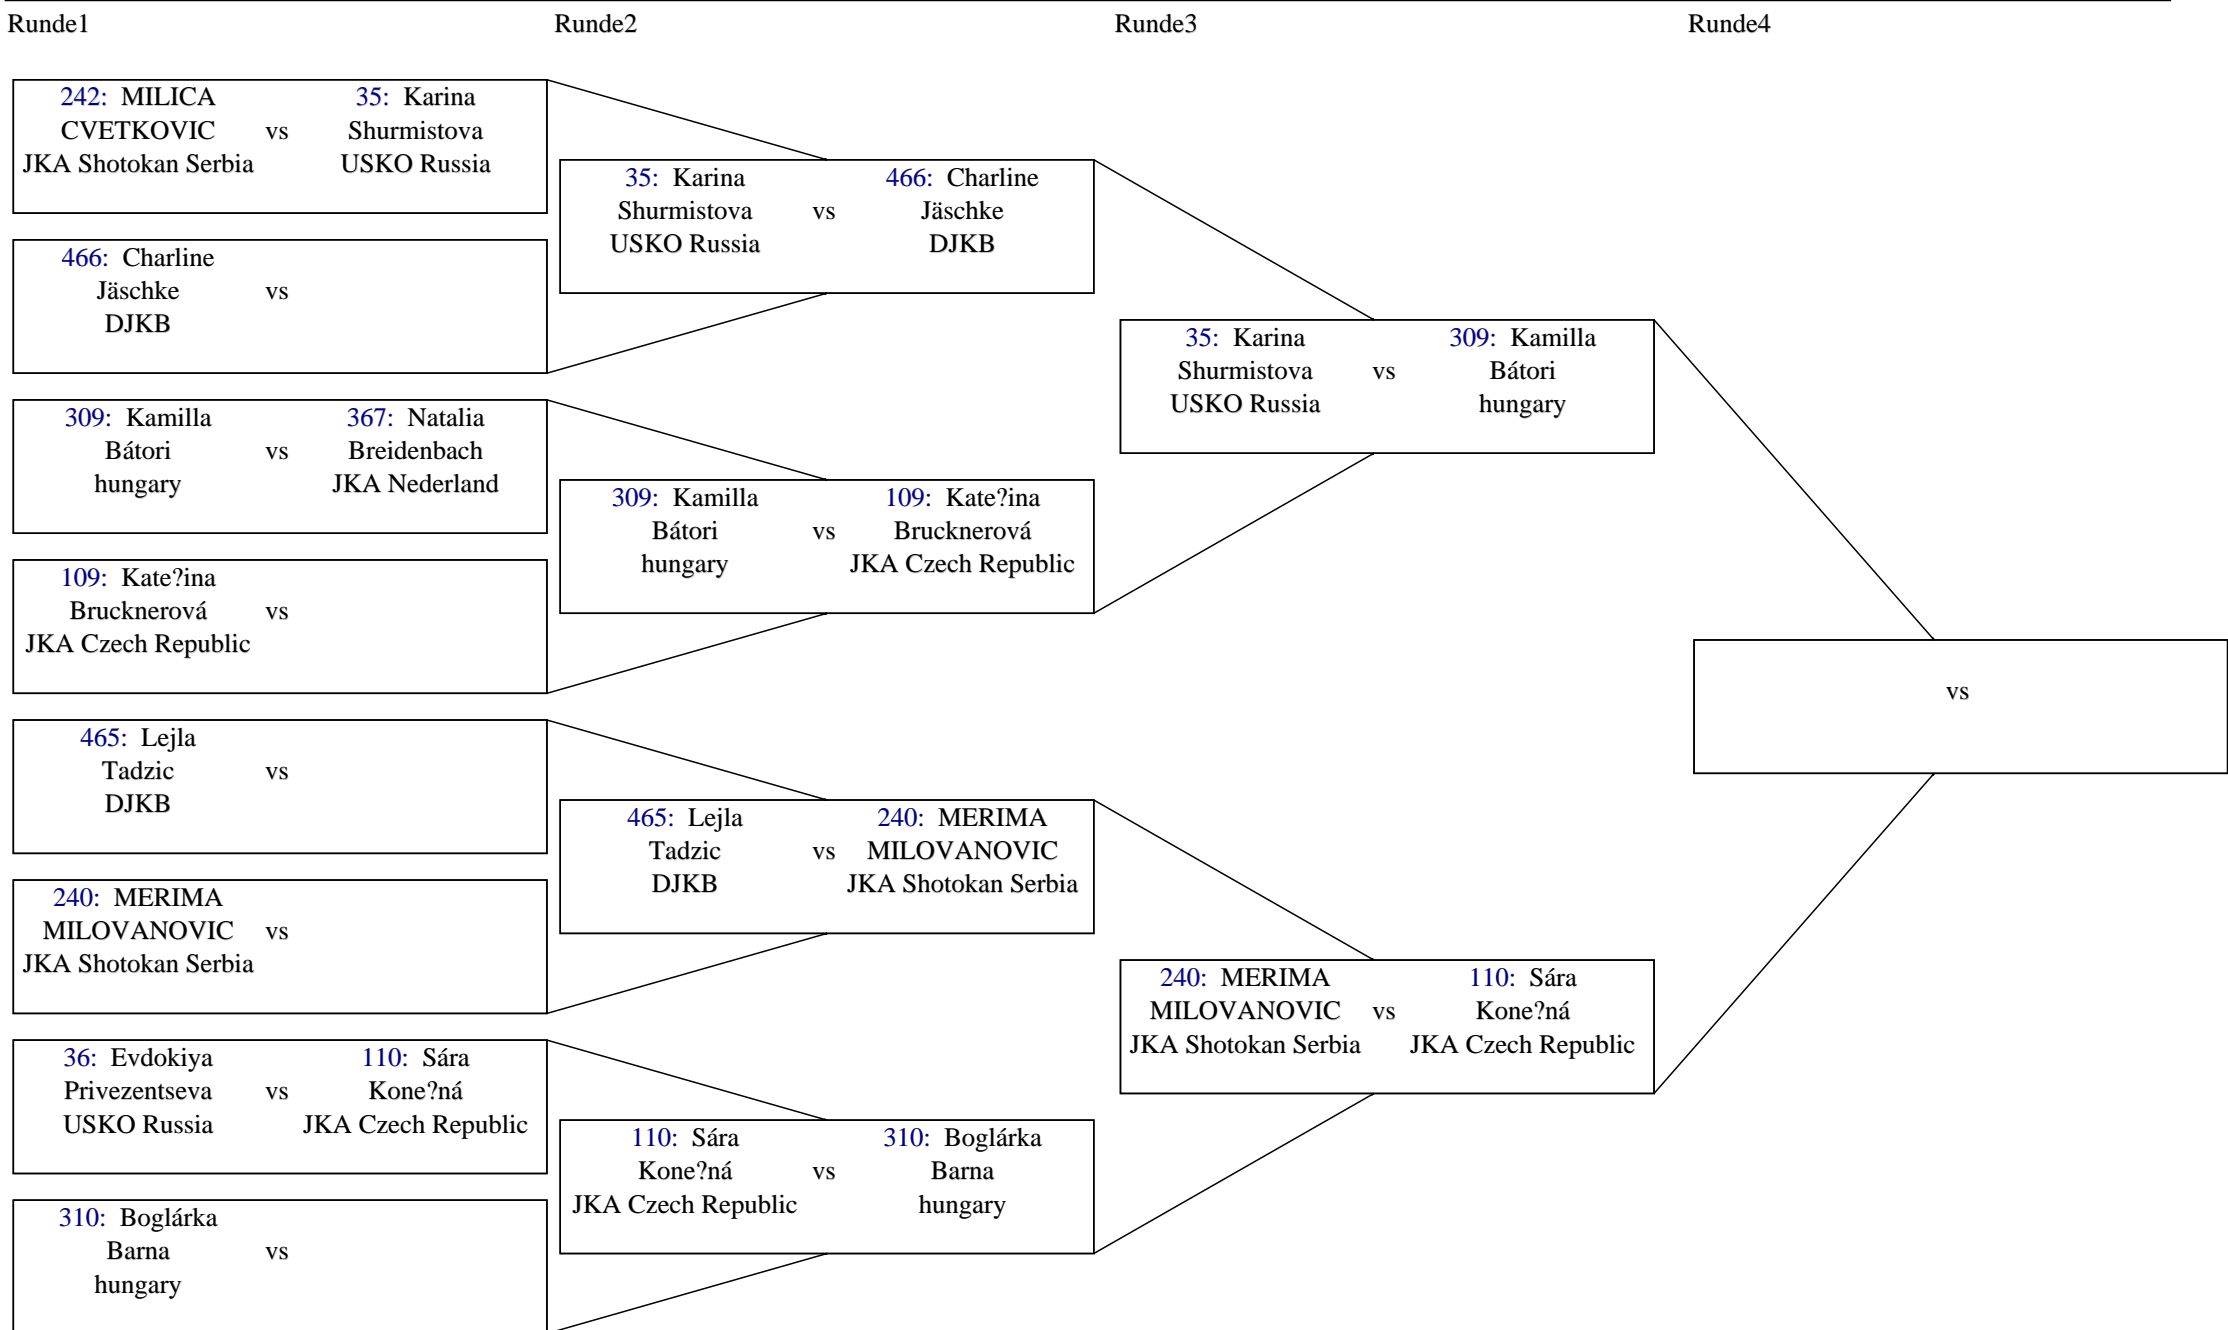 Runde1
Runde2
Runde3
Runde4
242: MILICA
CVETKOVIC
JKA Shotokan Serbia
vs
35: Karina
Shurmistova
USKO Russia
466: Charline
Jäschke
DJKB
vs
309: Kamilla
Bátori
hungary
vs
367: Natalia
Breidenbach
JKA Nederland
109: Kate?ina
Brucknerová
JKA Czech Republic
vs
465: Lejla
Tadzic
DJKB
vs
240: MERIMA
MILOVANOVIC
JKA Shotokan Serbia
vs
36: Evdokiya
Privezentseva
USKO Russia
vs
110: Sára
Kone?ná
JKA Czech Republic
310: Boglárka
Barna
hungary
vs
35: Karina
Shurmistova
USKO Russia
vs
466: Charline
Jäschke
DJKB
309: Kamilla
Bátori
hungary
vs
109: Kate?ina
Brucknerová
JKA Czech Republic
465: Lejla
Tadzic
DJKB
vs
240: MERIMA
MILOVANOVIC
JKA Shotokan Serbia
110: Sára
Kone?ná
JKA Czech Republic
vs
310: Boglárka
Barna
hungary
35: Karina
Shurmistova
USKO Russia
vs
309: Kamilla
Bátori
hungary
240: MERIMA
MILOVANOVIC
JKA Shotokan Serbia
vs
110: Sára
Kone?ná
JKA Czech Republic
vs